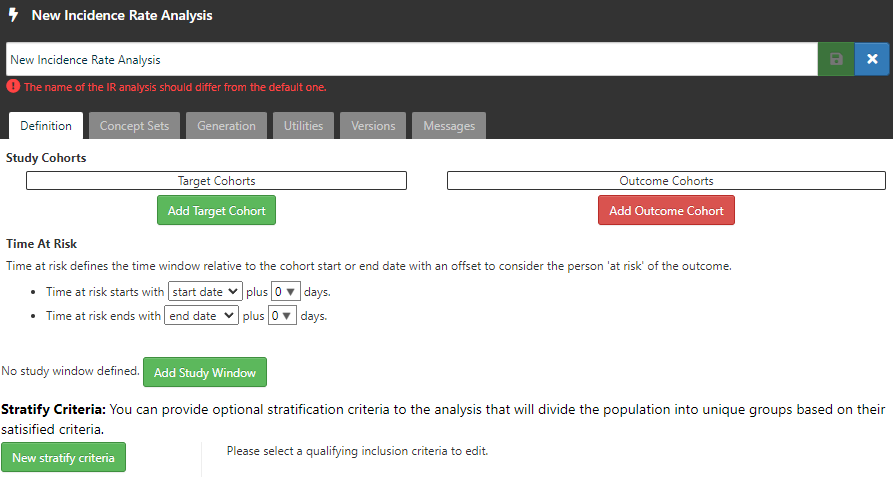 New Incidence Rate Analysis
New Incidence Rate Analysis
The name of the IR analysis should differ from the default one.
Definition Concept Sets Generation Utilities Versions Messages
Study Cohorts
Target Cohorts Outcome Cohorts
Add Target Cohort Add Outcome Cohort
Time At Risk
Time at risk defines the time window relative to the cohort start or end date with an offset to consider the person 'at risk' of the outcome.
• Time at risk starts with start date plus 0 ▼ days.
• Time at risk ends with end date plus 0 ▼ days.
No study window defined. Add Study Window
Stratify Criteria: You can provide optional stratification criteria to the analysis that will divide the population into unique groups based on their
satisified criteria.
New stratify criteria Please select a qualifying inclusion criteria to edit.